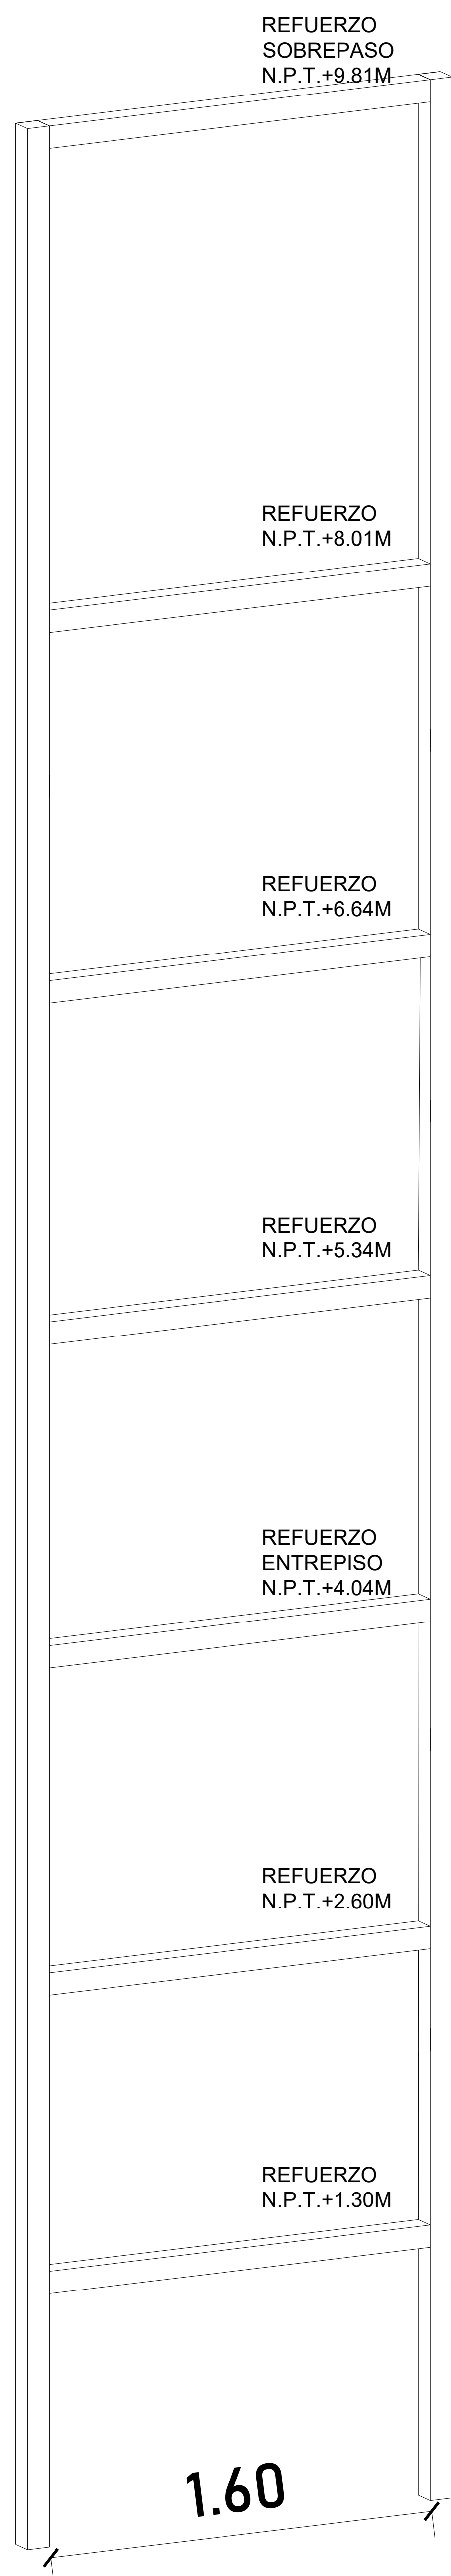 REFUERZO
SOBREPASO
N.P.T.+9.81M
REFUERZO
N.P.T.+8.01M
REFUERZO
N.P.T.+6.64M
REFUERZO
N.P.T.+5.34M
REFUERZO
ENTREPISO
N.P.T.+4.04M
REFUERZO
N.P.T.+2.60M
REFUERZO
N.P.T.+1.30M
1.60